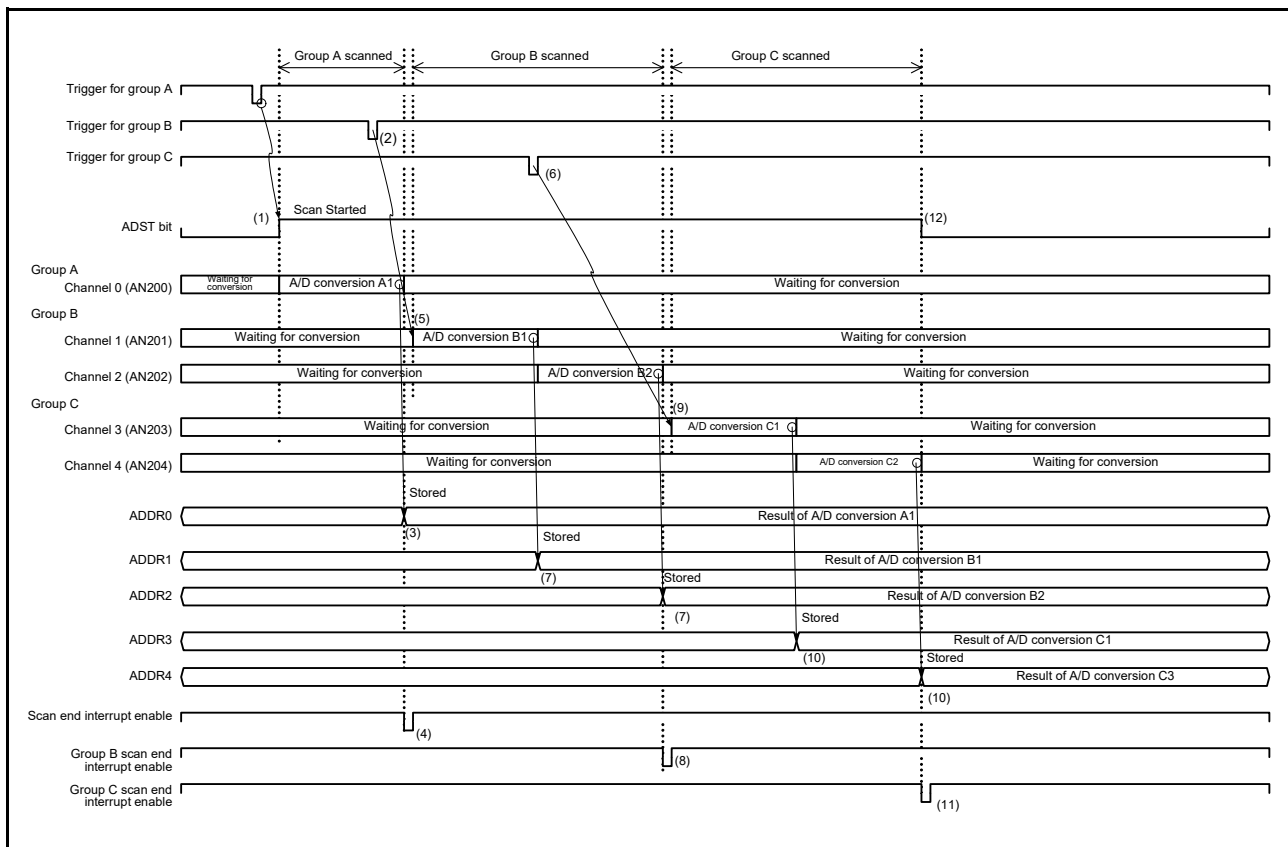 Group A scanned Group B scanned Group C scanned
Trigger for group A
Trigger for group B (2)
Trigger for group C (6)
(1) Scan Started (12)
ADST bit
Group A
Channel 0 (AN200) Waiting for conversion A/D conversion A1 Waiting for conversion
Group B
(5)
Channel 1 (AN201) Waiting for conversion A/D conversion B1 Waiting for conversion
Channel 2 (AN202) Waiting for conversion A/D conversion B2 Waiting for conversion
Group C
(9)
Channel 3 (AN203) Waiting for conversion A/D conversion C1 Waiting for conversion
Channel 4 (AN204) Waiting for conversion A/D conversion C2 Waiting for conversion
Stored
ADDR0 Result of A/D conversion A1
(3)
Stored
ADDR1 Result of A/D conversion B1
(7)
Stored
ADDR2 Result of A/D conversion B2
(7)
Stored
ADDR3 Result of A/D conversion C1
(10)
Stored
ADDR4 Result of A/D conversion C3
(10)
Scan end interrupt enable
(4)
Group B scan end
interrupt enable
(8)
Group C scan end
interrupt enable
(11)